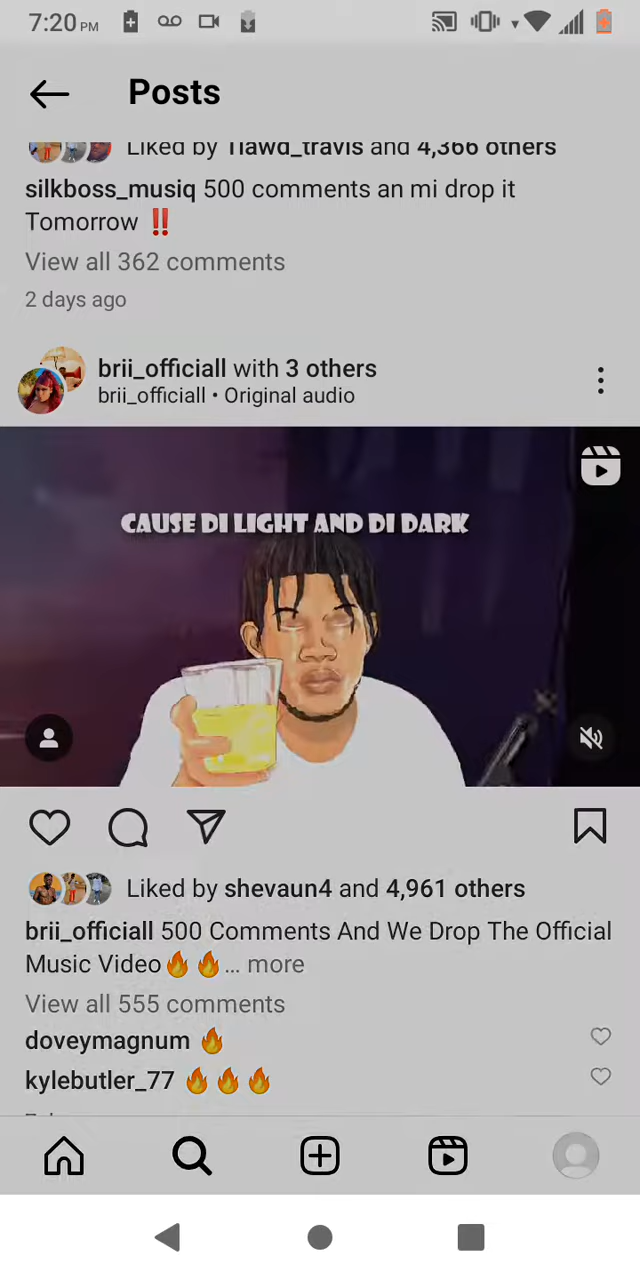 7:20 PM
Posts
Liked by Tiawd_travis and 4,366 others
silkboss_musiq 500 comments an mi drop it
Tomorrow ‼️
View all 362 comments
2 days ago
brii_officiall with 3 others
brii_officiall • Original audio
CAUSE DI LIGHT AND DI DARK
Liked by shevaun4 and 4,961 others
brii_officiall 500 Comments And We Drop The Official
Music Video🔥🔥... more
View all 555 comments
doveymagnum 🔥
kylebutler_77 🔥🔥🔥